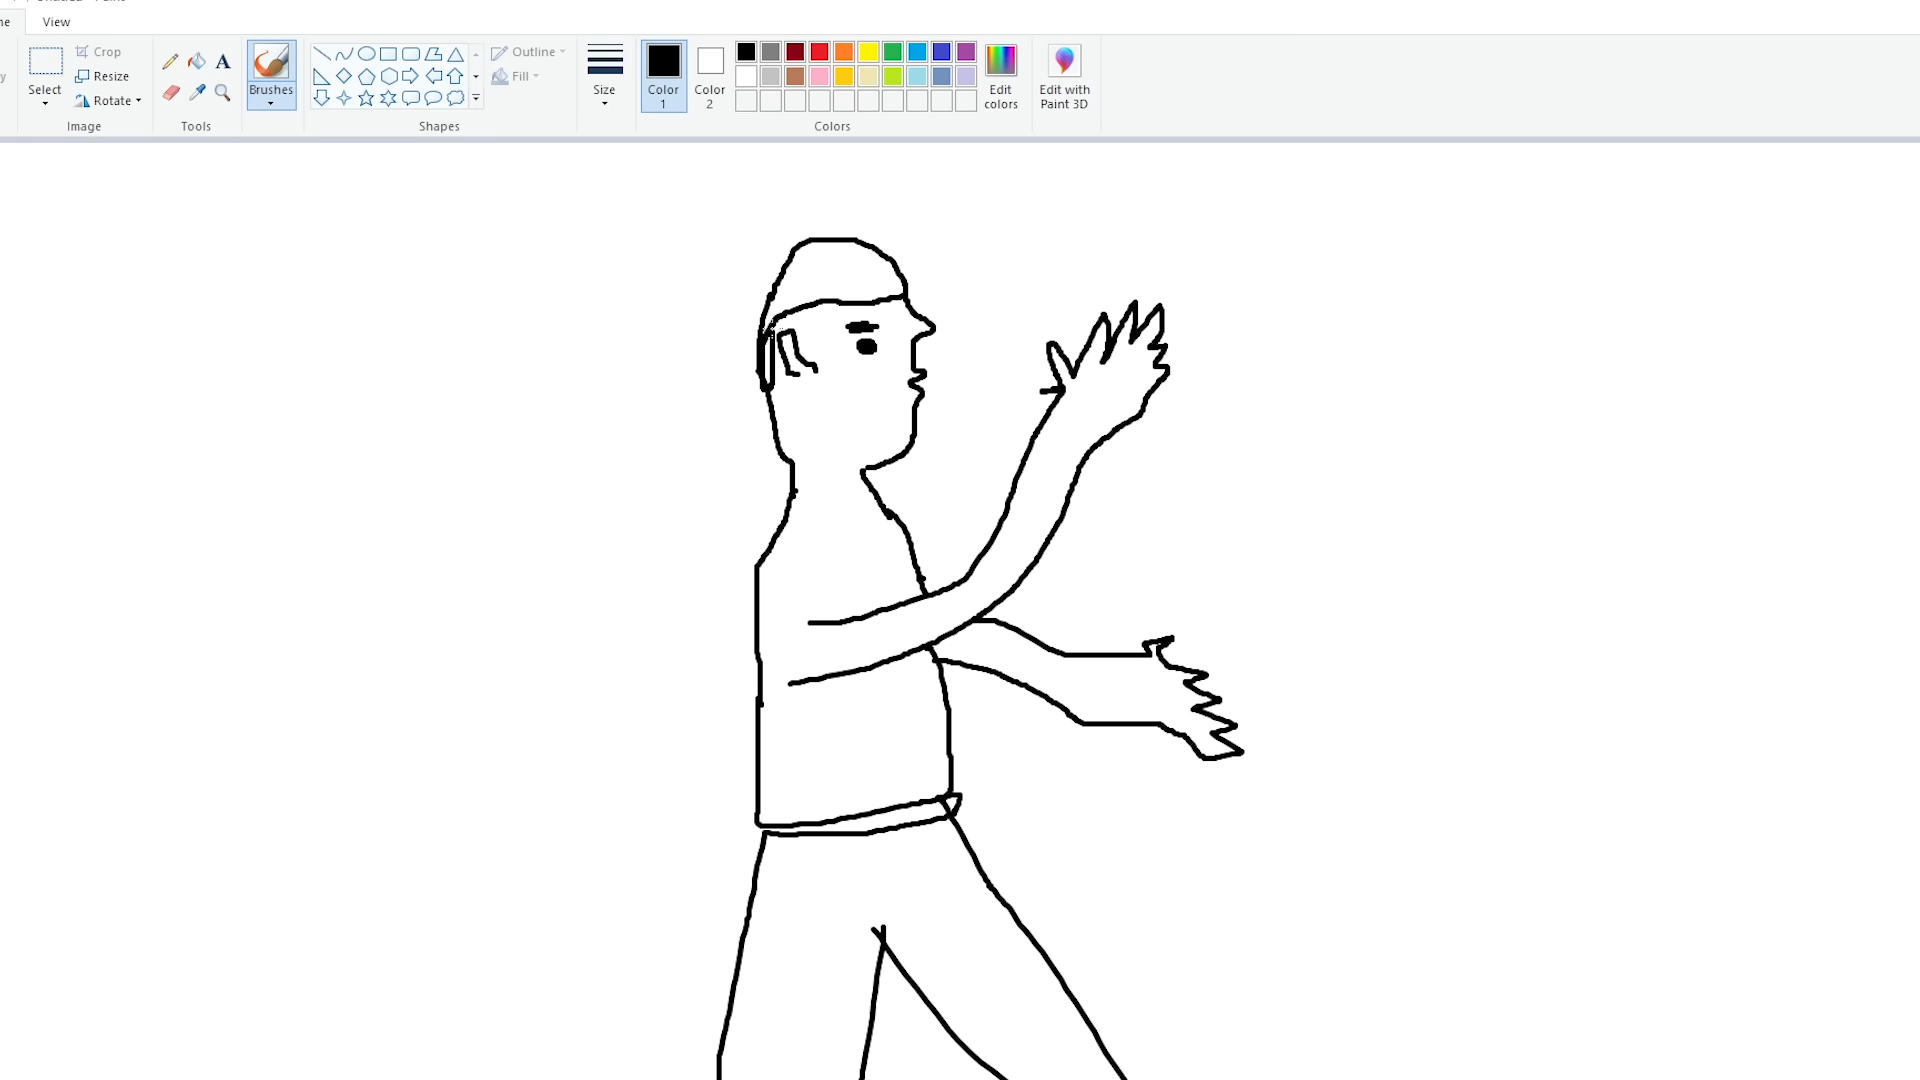 View
Crop
Resize
Rotate
Select
Image
A
Tools
Brushes
Shapes
Outline
Fill
Size
Color
1
Color
2
Colors
Edit
colors
Edit with
Paint 3D